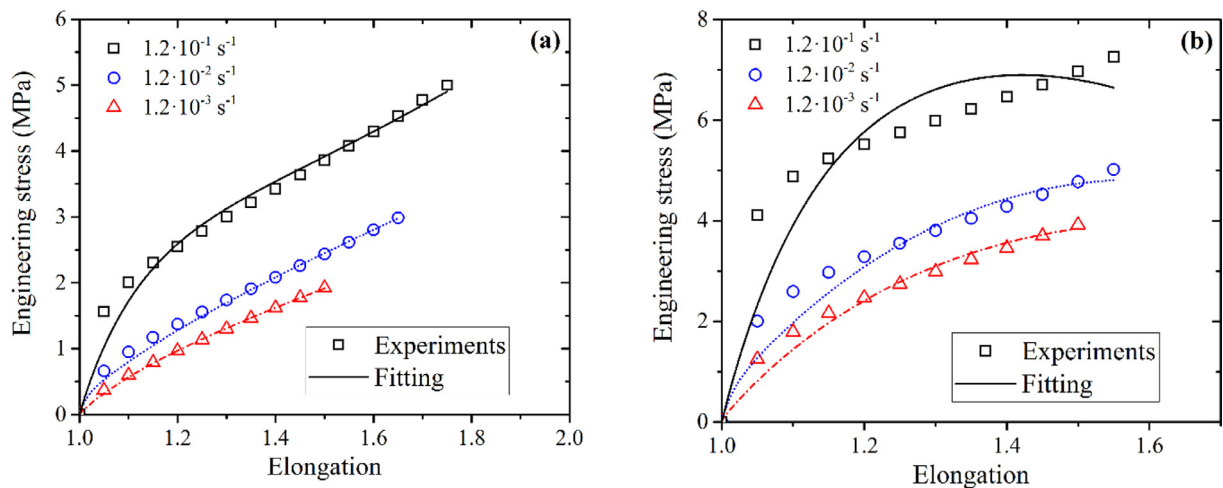 (a)
1.2·10⁻¹ s⁻¹
1.2·10⁻² s⁻¹
1.2·10⁻³ s⁻¹
Engineering stress (MPa)
6
5
4
3
2
1
0
Experiments
Fitting
1.0 1.2 1.4 1.6 1.8 2.0
Elongation
(b)
1.2·10⁻¹ s⁻¹
1.2·10⁻² s⁻¹
1.2·10⁻³ s⁻¹
Engineering stress (MPa)
8
6
4
2
0
Experiments
Fitting
1.0 1.2 1.4 1.6
Elongation